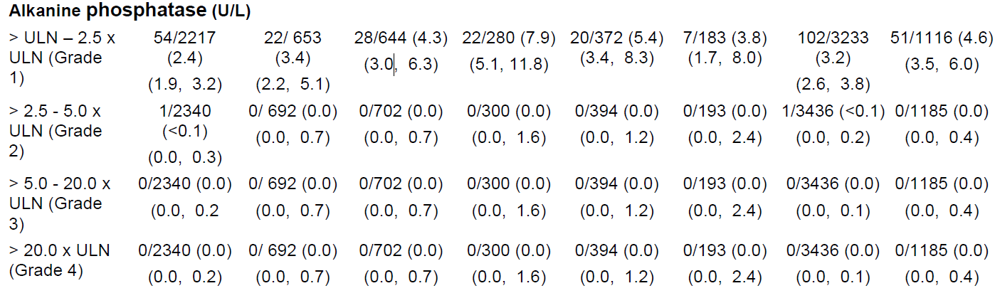 Alkanine phosphatase (U/L)
> ULN – 2.5 x 54/2217 22/ 653 28/644 (4.3) 22/280 (7.9) 20/372 (5.4) 7/183 (3.8) 102/3233 51/1116 (4.6)
ULN (Grade (2.4) (3.4) (3.0, 6.3) (5.1, 11.8) (3.4, 8.3) (1.7, 8.0) (3.2) (3.5, 6.0)
1) (1.9, 3.2) (2.2, 5.1) (2.6, 3.8)
> 2.5 - 5.0 x 1/2340 0/ 692 (0.0) 0/702 (0.0) 0/300 (0.0) 0/394 (0.0) 0/193 (0.0) 1/3436 (<0.1) 0/1185 (0.0)
ULN (Grade (<0.1) (0.0, 0.7) (0.0, 0.7) (0.0, 1.6) (0.0, 1.2) (0.0, 2.4) (0.0, 0.2) (0.0, 0.4)
2) (0.0, 0.3)
> 5.0 - 20.0 x 0/2340 (0.0) 0/ 692 (0.0) 0/702 (0.0) 0/300 (0.0) 0/394 (0.0) 0/193 (0.0) 0/3436 (0.0) 0/1185 (0.0)
ULN (Grade (0.0, 0.2 (0.0, 0.7) (0.0, 0.7) (0.0, 1.6) (0.0, 1.2) (0.0, 2.4) (0.0, 0.1) (0.0, 0.4)
3)
> 20.0 x ULN 0/2340 (0.0) 0/ 692 (0.0) 0/702 (0.0) 0/300 (0.0) 0/394 (0.0) 0/193 (0.0) 0/3436 (0.0) 0/1185 (0.0)
(Grade 4) (0.0, 0.2) (0.0, 0.7) (0.0, 0.7) (0.0, 1.6) (0.0, 1.2) (0.0, 2.4) (0.0, 0.1) (0.0, 0.4)